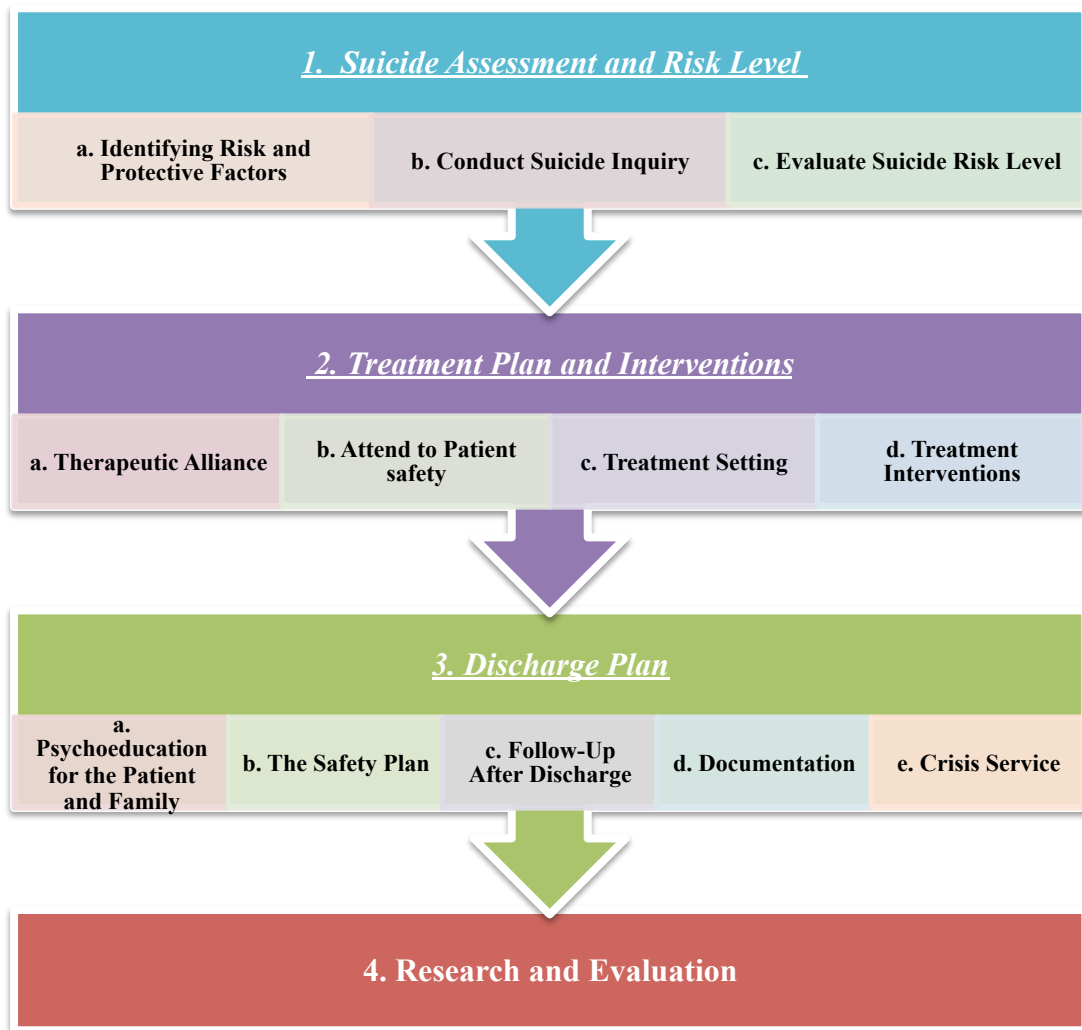 1. Suicide Assessment and Risk Level
a. Identifying Risk and
Protective Factors
b. Conduct Suicide Inquiry
c. Evaluate Suicide Risk Level
2. Treatment Plan and Interventions
a. Therapeutic Alliance
b. Attend to Patient
safety
c. Treatment Setting
d. Treatment
Interventions
3. Discharge Plan
a.
Psychoeducation
for the Patient
and Family
b. The Safety Plan
c. Follow-Up
After Discharge
d. Documentation
e. Crisis Service
4. Research and Evaluation